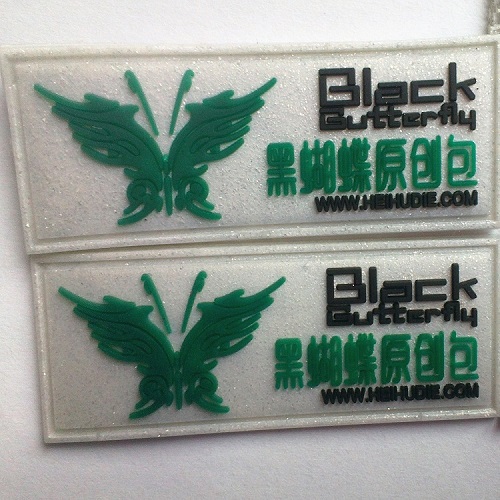 Black
Butterfly
黑蝴蝶原创包
WWW.HEIHUDIE.COM
Black
Butterfly
黑蝴蝶原创包
WWW.HEIHUDIE.COM